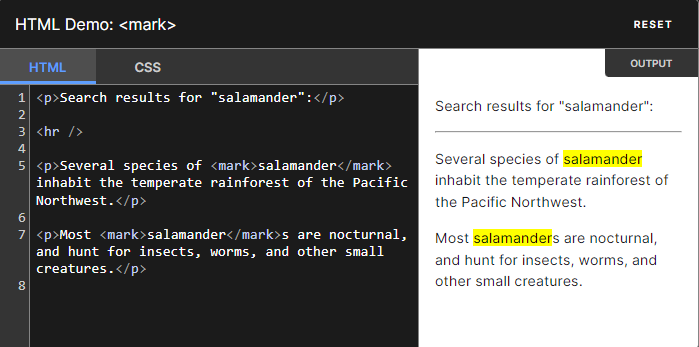 HTML Demo: <mark>
RESET
HTML
CSS
OUTPUT
1 <p>Search results for "salamander":</p>
2
3 <hr />
4
5 <p>Several species of <mark>salamander</mark>
inhabit the temperate rainforest of the Pacific
Northwest.</p>
6
7 <p>Most <mark>salamander</mark>s are nocturnal,
and hunt for insects, worms, and other small
creatures.</p>
8
Search results for "salamander":
Several species of salamander
inhabit the temperate rainforest of
the Pacific Northwest.
Most salamanders are nocturnal,
and hunt for insects, worms, and
other small creatures.